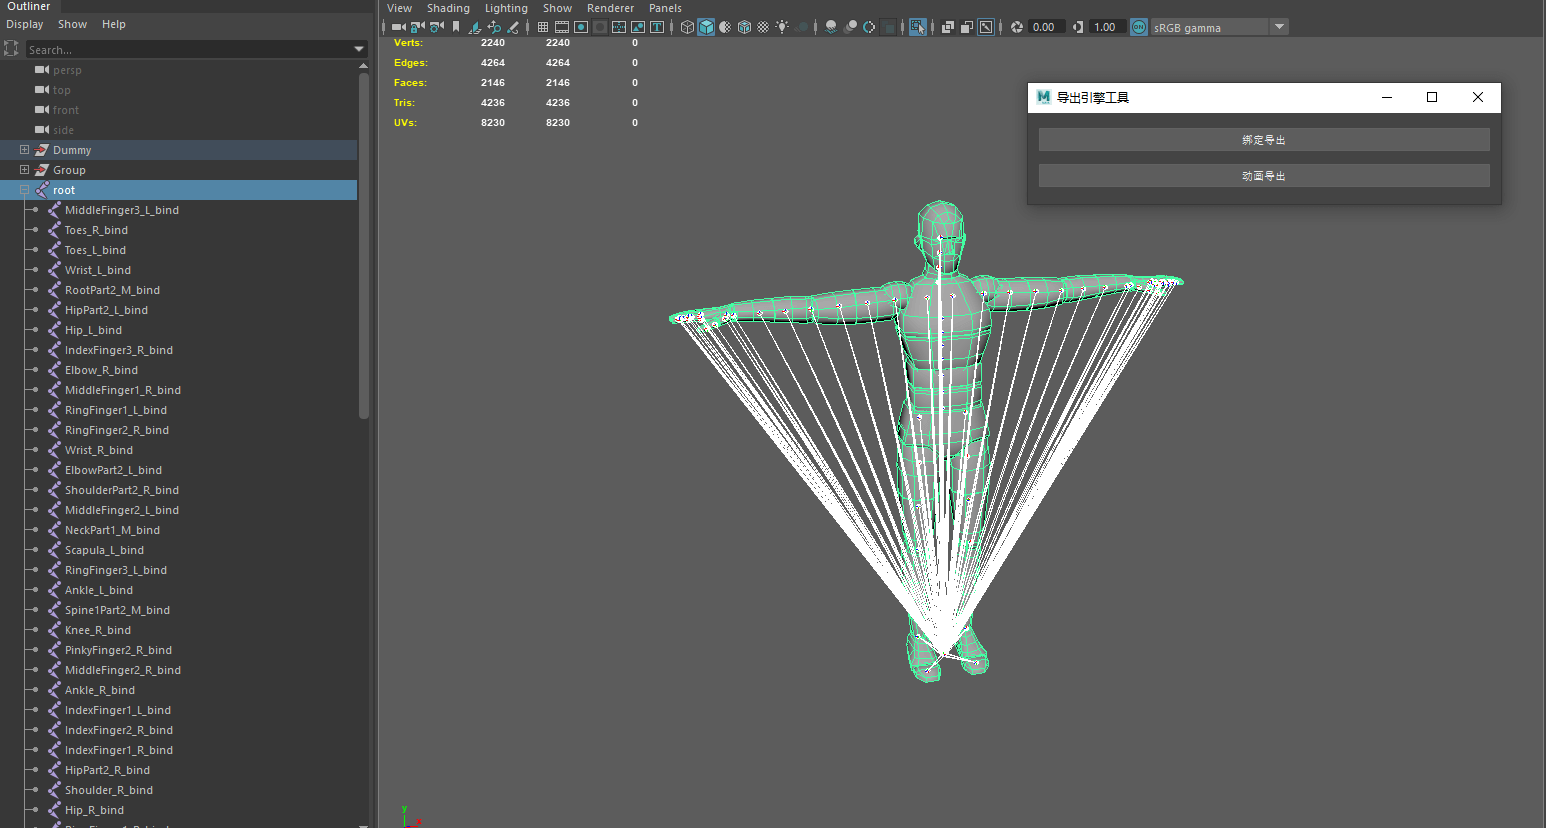 Outliner
Display Show Help
Search...
persp
top
front
side
Dummy
Group
root
MiddleFinger3_L_bind
Toes_R_bind
Toes_L_bind
Wrist_L_bind
RootPart2_M_bind
HipPart2_L_bind
Hip_L_bind
IndexFinger3_R_bind
Elbow_R_bind
MiddleFinger1_R_bind
RingFinger1_L_bind
RingFinger2_R_bind
Wrist_R_bind
ElbowPart2_L_bind
ShoulderPart2_R_bind
MiddleFinger2_L_bind
NeckPart1_M_bind
Scapula_L_bind
RingFinger3_L_bind
Ankle_L_bind
Spine1Part2_M_bind
Knee_R_bind
PinkyFinger2_R_bind
MiddleFinger2_R_bind
Ankle_R_bind
IndexFinger1_L_bind
IndexFinger2_R_bind
IndexFinger1_R_bind
HipPart2_R_bind
Shoulder_R_bind
Hip_R_bind
View Shading Lighting Show Renderer Panels
0.00 1.00 ON sRGB gamma
Verts: 2240 2240 0
Edges: 4264 4264 0
Faces: 2146 2146 0
Tris: 4236 4236 0
UVs: 8230 8230 0
M 导出引擎工具
绑定导出
动画导出
y
x